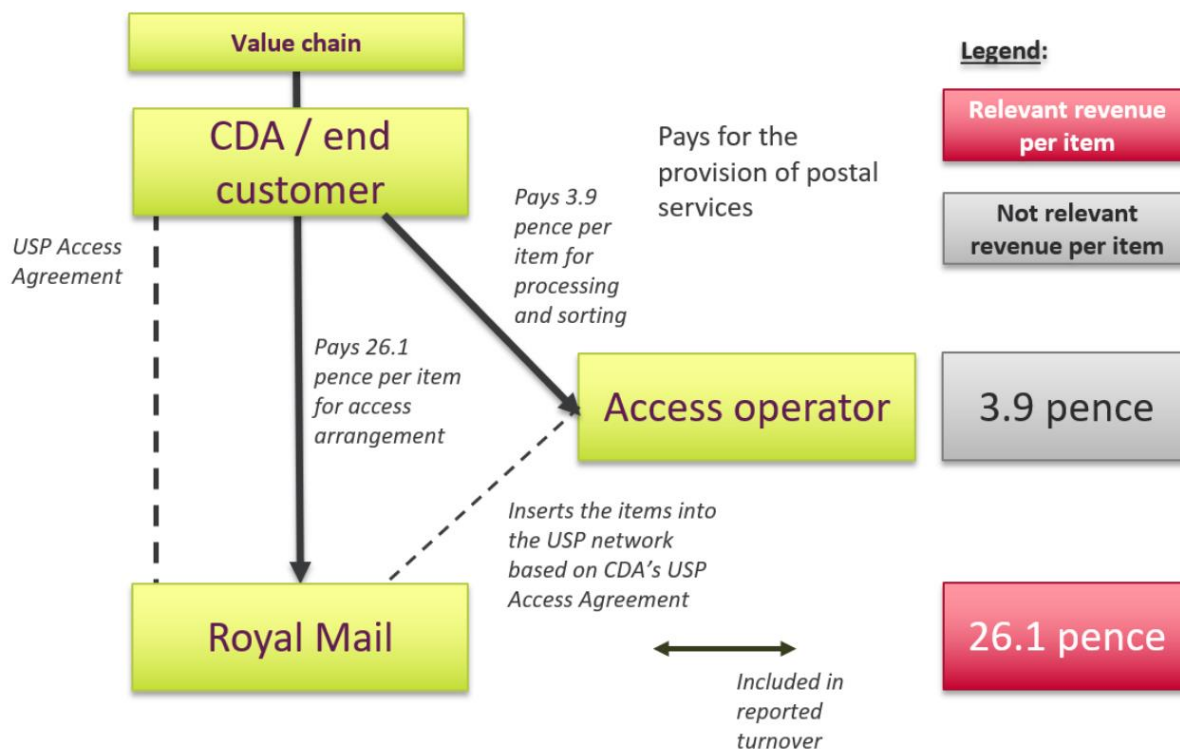 Value chain
Legend:
CDA / end
customer
Relevant revenue
per item
Pays for the
provision of postal
services
Not relevant
revenue per item
USP Access
Agreement
Pays 3.9
pence per
item for
processing
and sorting
Pays 26.1
pence per item
for access
arrangement
Access operator
3.9 pence
Inserts the items into
the USP network
based on CDA’s USP
Access Agreement
Royal Mail
26.1 pence
Included in
reported
turnover